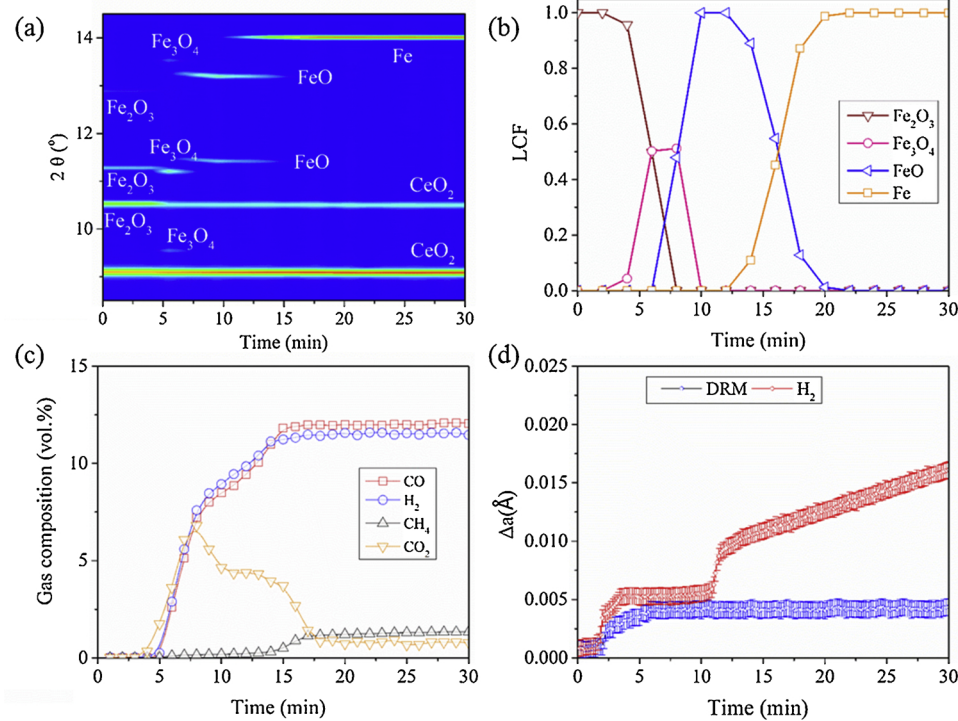 (a)
14
12
10
2 θ (°)
Fe₃O₄
Fe
FeO
Fe₂O₃
Fe₃O₄
FeO
Fe₂O₃
CeO₂
Fe₂O₃
Fe₃O₄
CeO₂
0 5 10 15 20 25 30
Time (min)
(b)
1.0
0.8
0.6
0.4
0.2
0.0
LCF
Fe₂O₃
Fe₃O₄
FeO
Fe
0 5 10 15 20 25 30
Time (min)
(c)
15
10
5
0
Gas composition (vol.%)
CO
H₂
CH₄
CO₂
0 5 10 15 20 25 30
Time (min)
(d)
0.025
0.020
0.015
0.010
0.005
0.000
Δa(Å)
DRM H₂
0 5 10 15 20 25 30
Time (min)